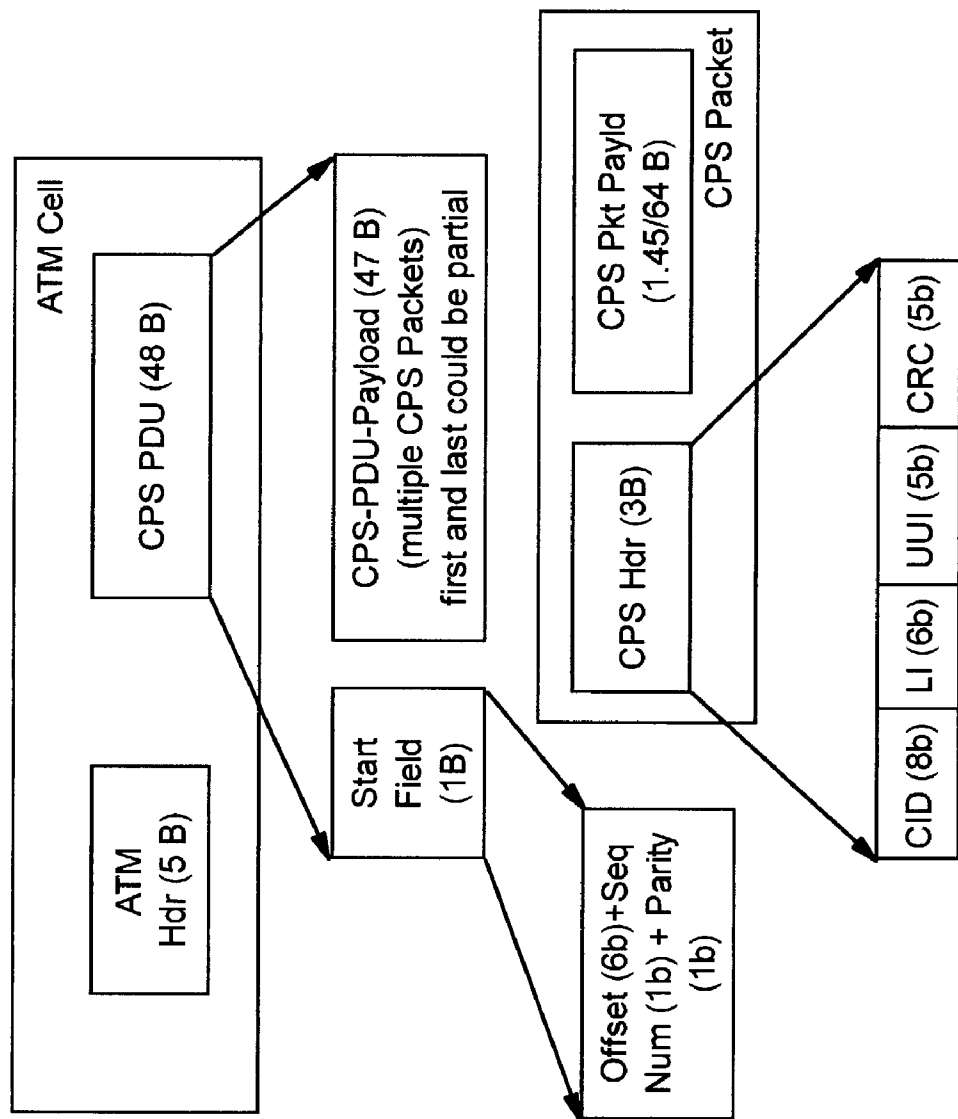 ATM Cell
ATM
Hdr (5 B)
CPS PDU (48 B)
Start
Field
(1B)
CPS-PDU-Payload (47 B)
(multiple CPS Packets)
first and last could be partial
Offset (6b)+Seq
Num (1b) + Parity
(1b)
CPS Hdr (3B)
CPS Pkt Payld
(1.45/64 B)
CPS Packet
CID (8b)
LI (6b)
UUI (5b)
CRC (5b)